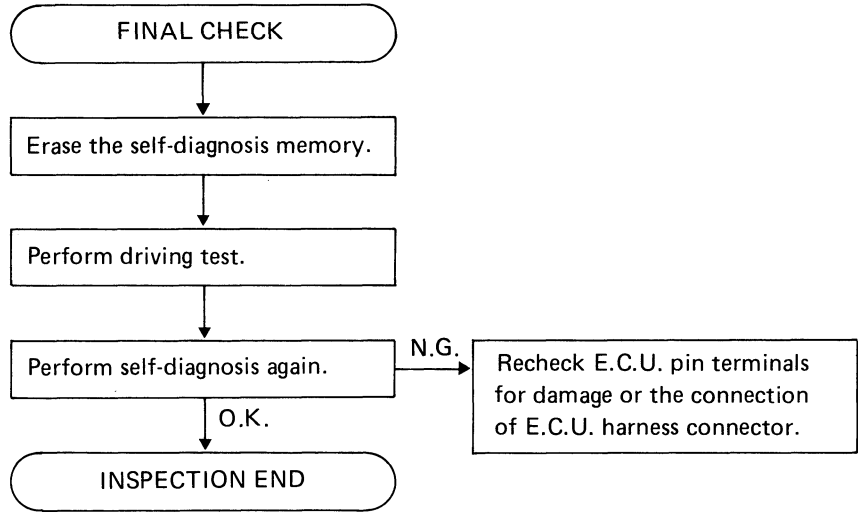 FINAL CHECK
Erase the self-diagnosis memory.
Perform driving test.
Perform self-diagnosis again.
N.G.
Recheck E.C.U. pin terminals
for damage or the connection
of E.C.U. harness connector.
O.K.
INSPECTION END